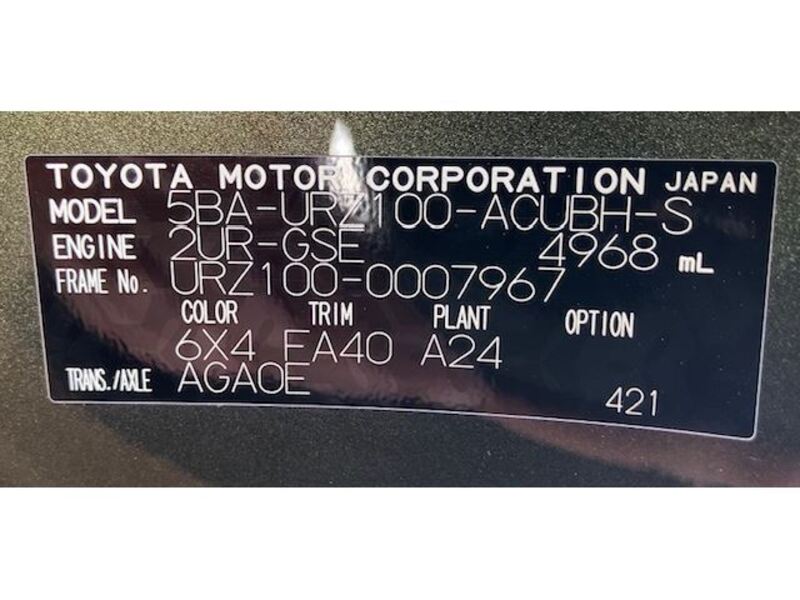 TOYOTA MOTOR CORPORATION JAPAN
MODEL 5BA-URZ100-ACUBH-S
ENGINE 2UR-GSE 4968 mL
FRAME No. URZ100-0007967
COLOR TRIM PLANT OPTION
6X4 FA40 A24
TRANS./AXLE AGA0E
421